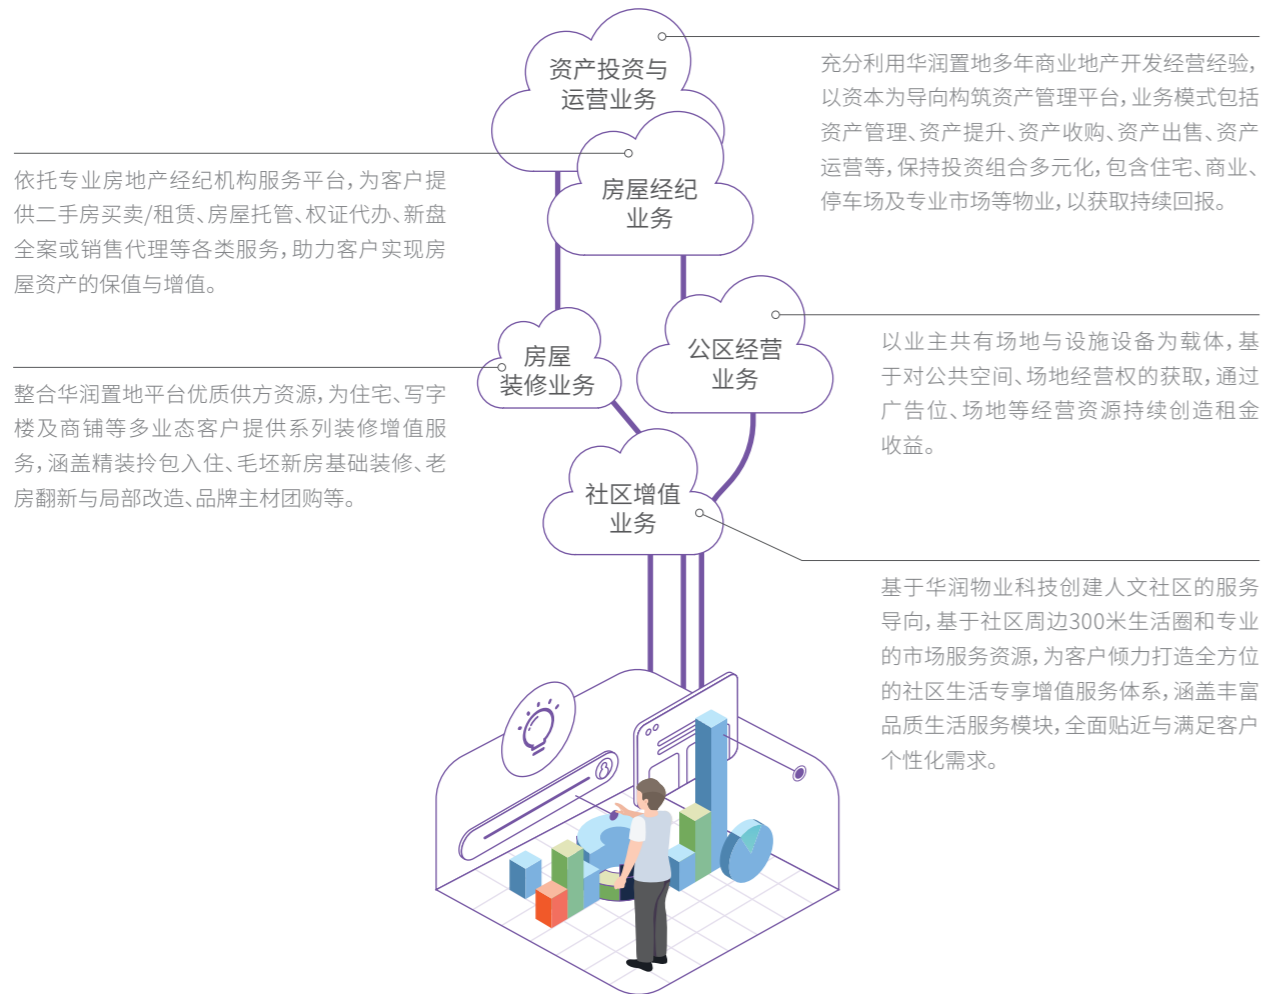 资产投资与
运营业务
充分利用华润置地多年商业地产开发经营经验，
以资本为导向构筑资产管理平台，业务模式包括
资产管理、资产提升、资产收购、资产出售、资产
运营等，保持投资组合多元化，包含住宅、商业、
停车场及专业市场等物业，以获取持续回报。
房屋经纪
业务
依托专业房地产经纪机构服务平台，为客户提
供二手房买卖/租赁、房屋托管、权证代办、新盘
全案或销售代理等各类服务，助力客户实现房
屋资产的保值与增值。
公区经营
业务
以业主共有场地与设施设备为载体，基
于对公共空间、场地经营权的获取，通过
广告位、场地等经营资源持续创造租金
收益。
房屋
装修业务
整合华润置地平台优质供方资源，为住宅、写字
楼及商铺等多业态客户提供系列装修增值服
务，涵盖精装拎包入住、毛坯新房基础装修、老
房翻新与局部改造、品牌主材团购等。
社区增值
业务
基于华润物业科技创建人文社区的服务
导向，基于社区周边300米生活圈和专业
的市场服务资源，为客户倾力打造全方位
的社区生活专享增值服务体系，涵盖丰富
品质生活服务模块，全面贴近与满足客户
个性化需求。